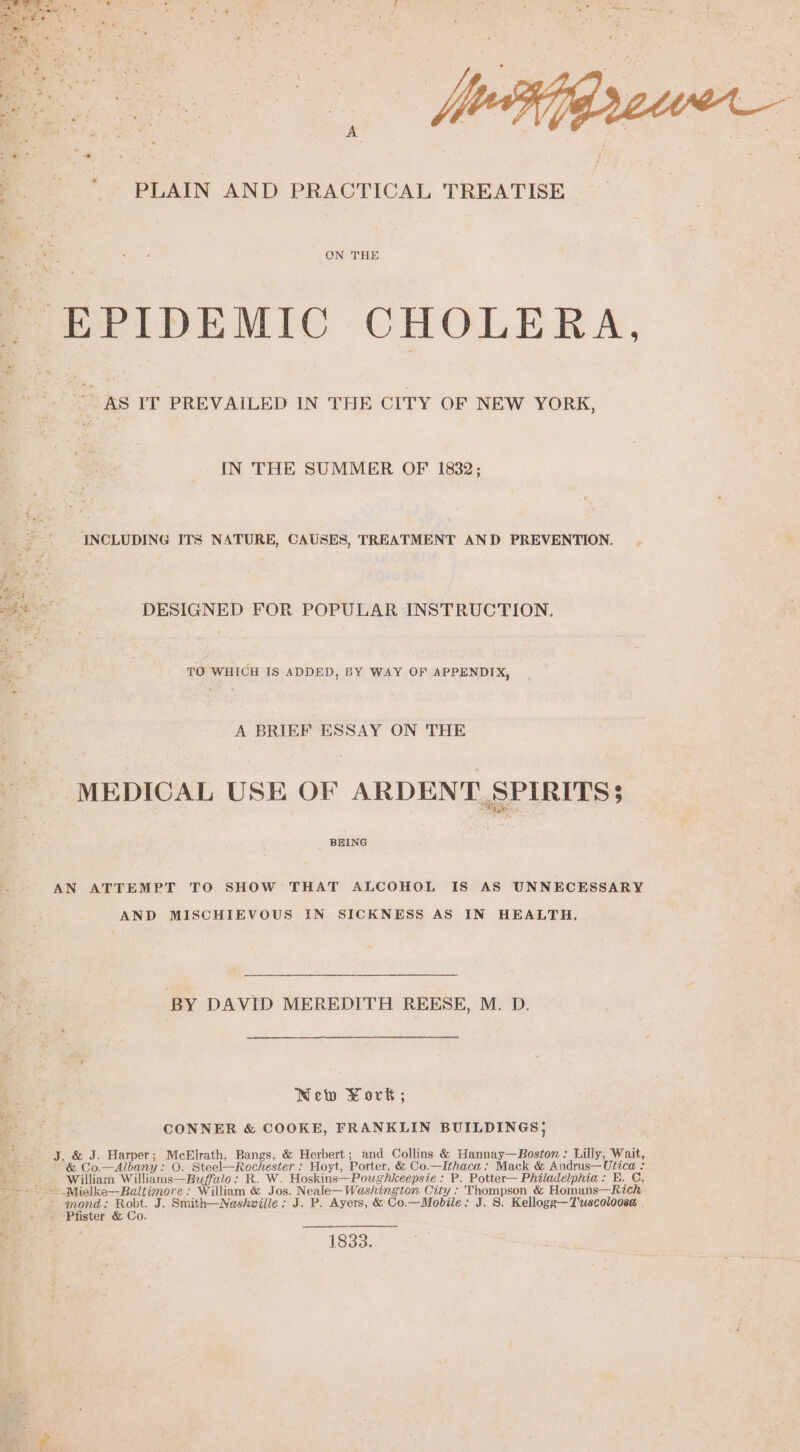 A
PLAIN AND PRACTICAL TREATISE
ON THE
EPIDEMIC CHOLERA,
AS IT PREVAILED IN THE CITY OF NEW YORK,
IN THE SUMMER OF 1832;
INCLUDING ITS NATURE, CAUSES, TREATMENT AND PREVENTION.
DESIGNED FOR POPULAR INSTRUCTION.
TO WHICH IS ADDED, BY WAY OF APPENDIX,
A BRIEF ESSAY ON THE
MEDICAL USE OF ARDENT SPIRITS;
BEING
AN ATTEMPT TO SHOW THAT ALCOHOL IS AS UNNECESSARY
AND MISCHIEVOUS IN SICKNESS AS IN HEALTH.
BY DAVID MEREDITH REESE, M. D.
New York;
CONNER & COOKE, FRANKLIN BUILDINGS;
J. & J. Harper; McElrath, Bangs, & Herbert; and Collins & Hannay—Boston: Lilly, Wait,
& Co.—Albany: O. Steel—Rochester: Hoyt, Porter, & Co.—Ithaca: Mack & Andrus—Utica:
William Williams—Buffalo: R. W. Hoskins—Poughkeepsie: P. Potter—Philadelphia: E. C.
Mielke—Baltimore: William & Jos. Neale—Washington City: Thompson & Homans—Rich
mond: Robt. J. Smith—Nashville: J. P. Ayers, & Co.—Mobile: J. S. Kellogg—Tuscoloosa
Pfister & Co.
1833.